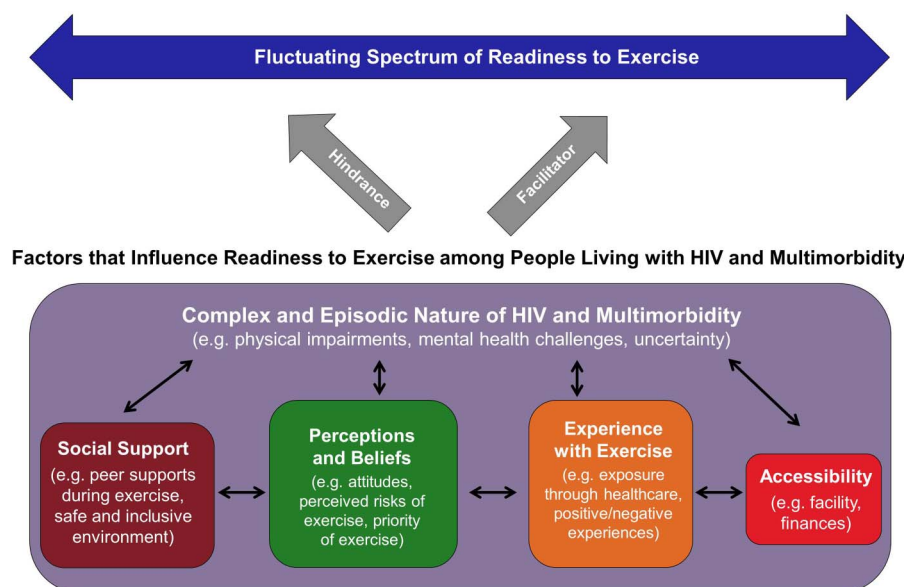 Fluctuating Spectrum of Readiness to Exercise
Hindrance
Facilitator
Factors that Influence Readiness to Exercise among People Living with HIV and Multimorbidity
Complex and Episodic Nature of HIV and Multimorbidity
(e.g. physical impairments, mental health challenges, uncertainty)
Social Support
(e.g. peer supports
during exercise,
safe and inclusive
environment)
Perceptions
and Beliefs
(e.g. attitudes,
perceived risks of
exercise, priority
of exercise)
Experience
with Exercise
(e.g. exposure
through healthcare,
positive/negative
experiences)
Accessibility
(e.g. facility,
finances)